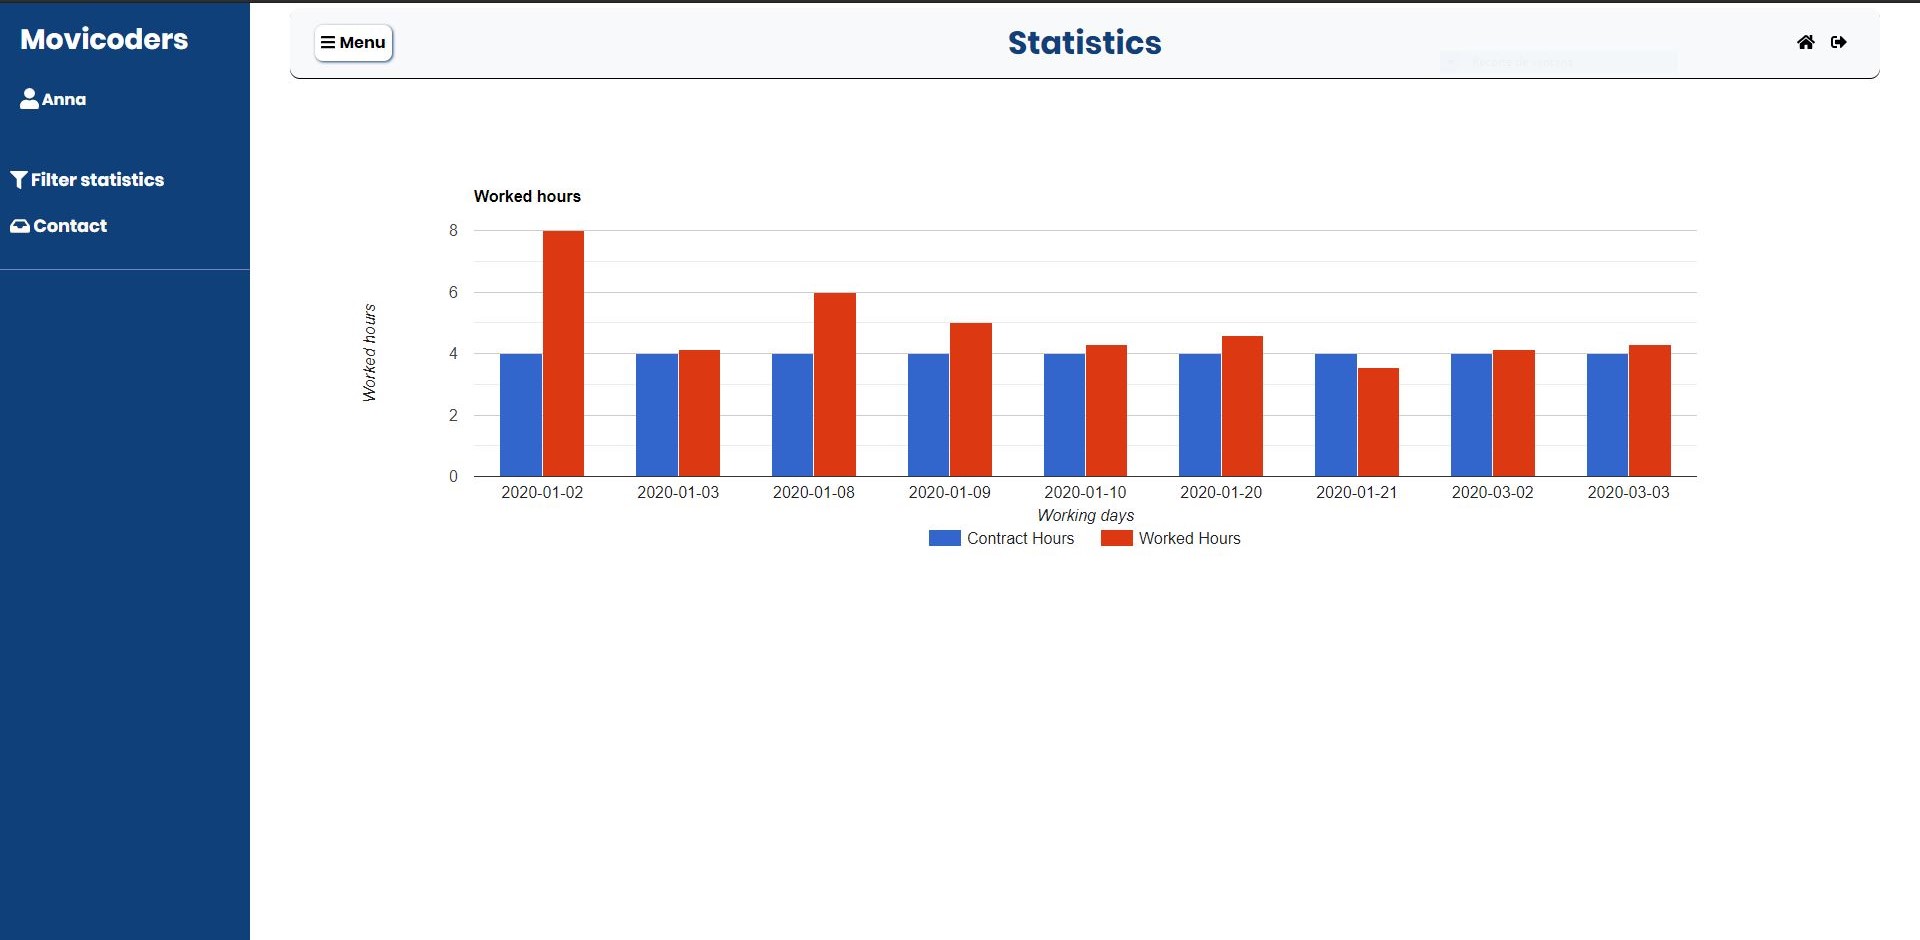 Movicoders
Anna
Filter statistics
Contact
Menu
Statistics
Worked hours
8
6
4
2
0
Worked hours
2020-01-02 2020-01-03 2020-01-08 2020-01-09 2020-01-10 2020-01-20 2020-01-21 2020-03-02 2020-03-03
Working days
Contract Hours Worked Hours